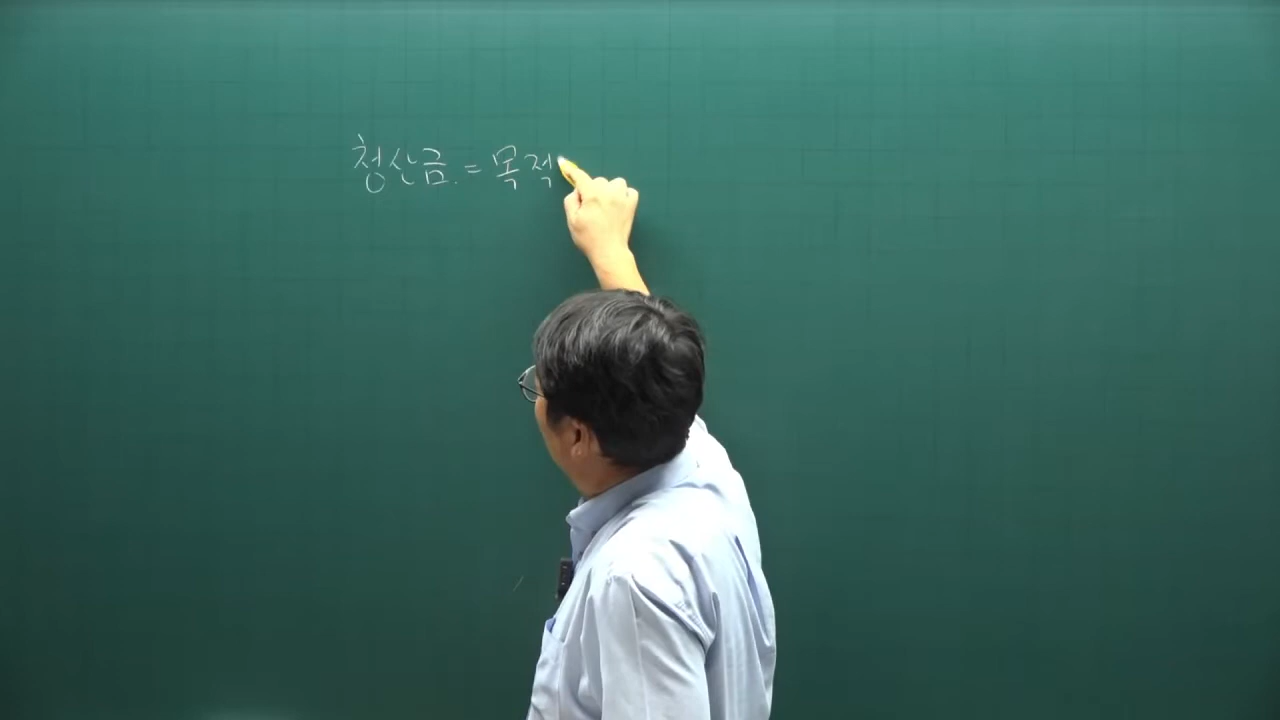 청산금. = 목적